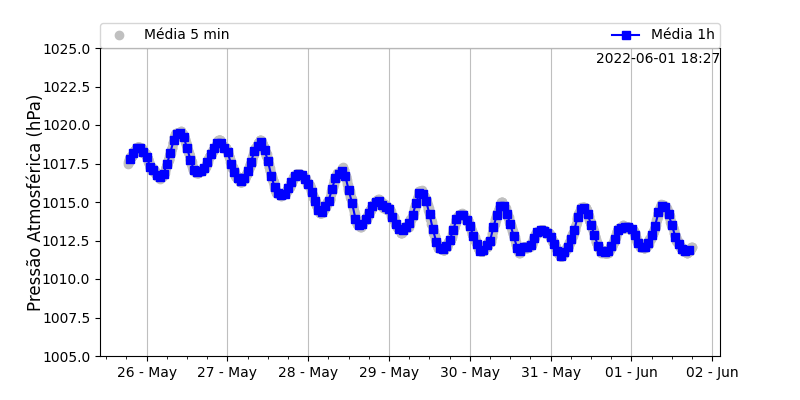 Média 5 min
Média 1h
2022-06-01 18:27
Pressão Atmosférica (hPa)
1025.0
1022.5
1020.0
1017.5
1015.0
1012.5
1010.0
1007.5
1005.0
26 - May
27 - May
28 - May
29 - May
30 - May
31 - May
01 - Jun
02 - Jun